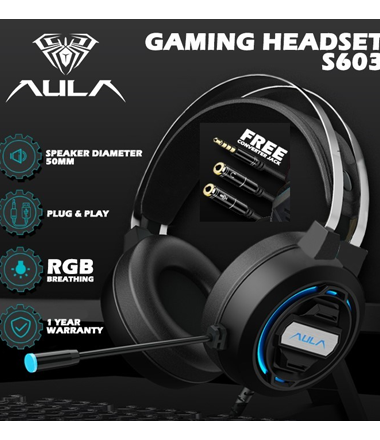 GAMING HEADSET
S603
AULA
FREE
CONVERTER JACK
SPEAKER DIAMETER
50MM
PLUG & PLAY
RGB
BREATHING
1 YEAR
WARRANTY
AULA